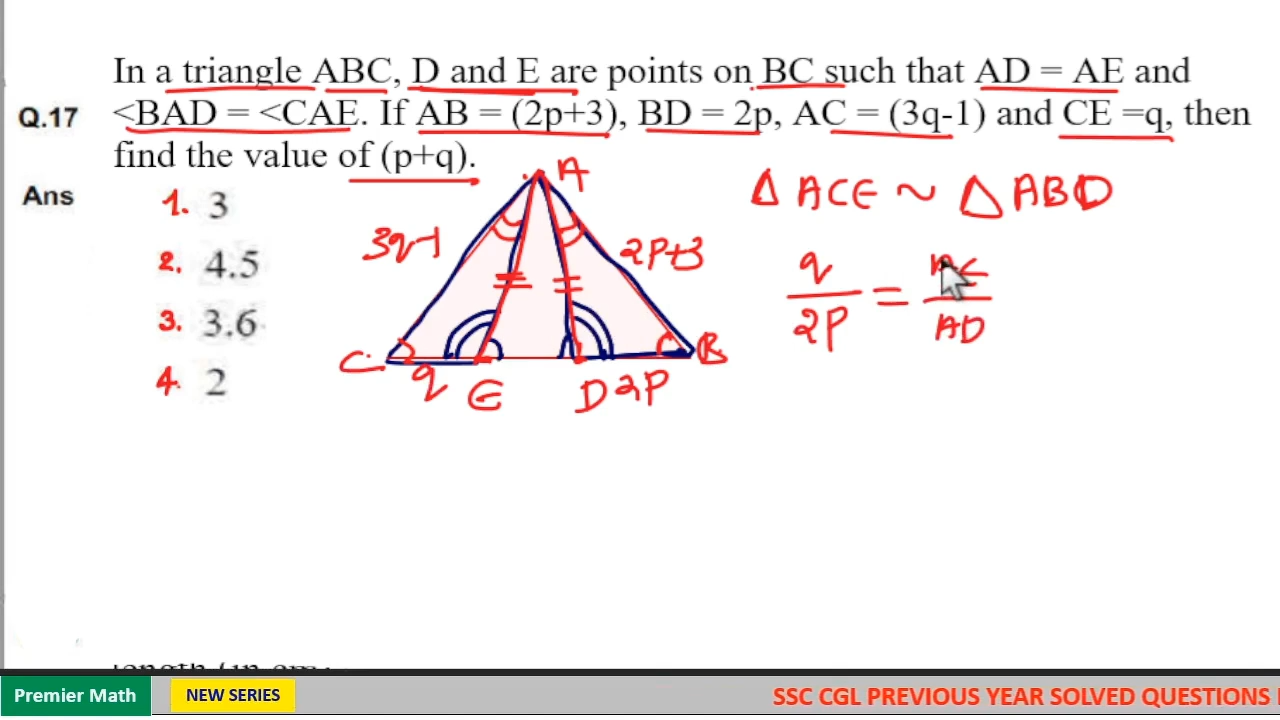 In a triangle ABC, D and E are points on BC such that AD = AE and
Q.17 <BAD = <CAE. If AB = (2p+3), BD = 2p, AC = (3q-1) and CE =q, then
find the value of (p+q).
Ans
1. 3
2. 4.5
3. 3.6
4. 2
A
3q-1
2P+3
C
q
E
D
2P
B
Δ ACE ~ Δ ABD
q/2P = /AD
Premier Math
NEW SERIES
SSC CGL PREVIOUS YEAR SOLVED QUESTIONS